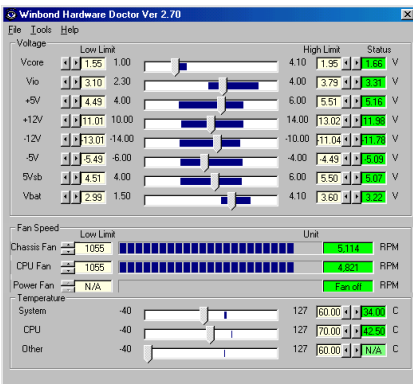 Winbond Hardware Doctor Ver 2.70
File Tools Help
Voltage Low Limit High Limit Status
Vcore 1.55 1.00 4.10 1.95 1.66 V
Vio 3.10 2.30 4.00 3.79 3.31 V
+5V 4.49 4.00 6.00 5.51 5.16 V
+12V 11.01 10.00 14.00 13.02 11.98 V
-12V -13.01 -14.00 -10.00 -11.04 -11.78 V
-5V -5.49 -6.00 -4.00 -4.49 -5.09 V
5Vsb 4.51 4.00 6.00 5.50 5.07 V
Vbat 2.99 1.50 4.10 3.60 3.22 V
Fan Speed Low Limit Unit
Chassis Fan 1055 5,114 RPM
CPU Fan 1055 4,821 RPM
Power Fan N/A Fan off RPM
Temperature
System -40 127 60.00 34.00 C
CPU -40 127 70.00 42.50 C
Other -40 127 60.00 N/A C